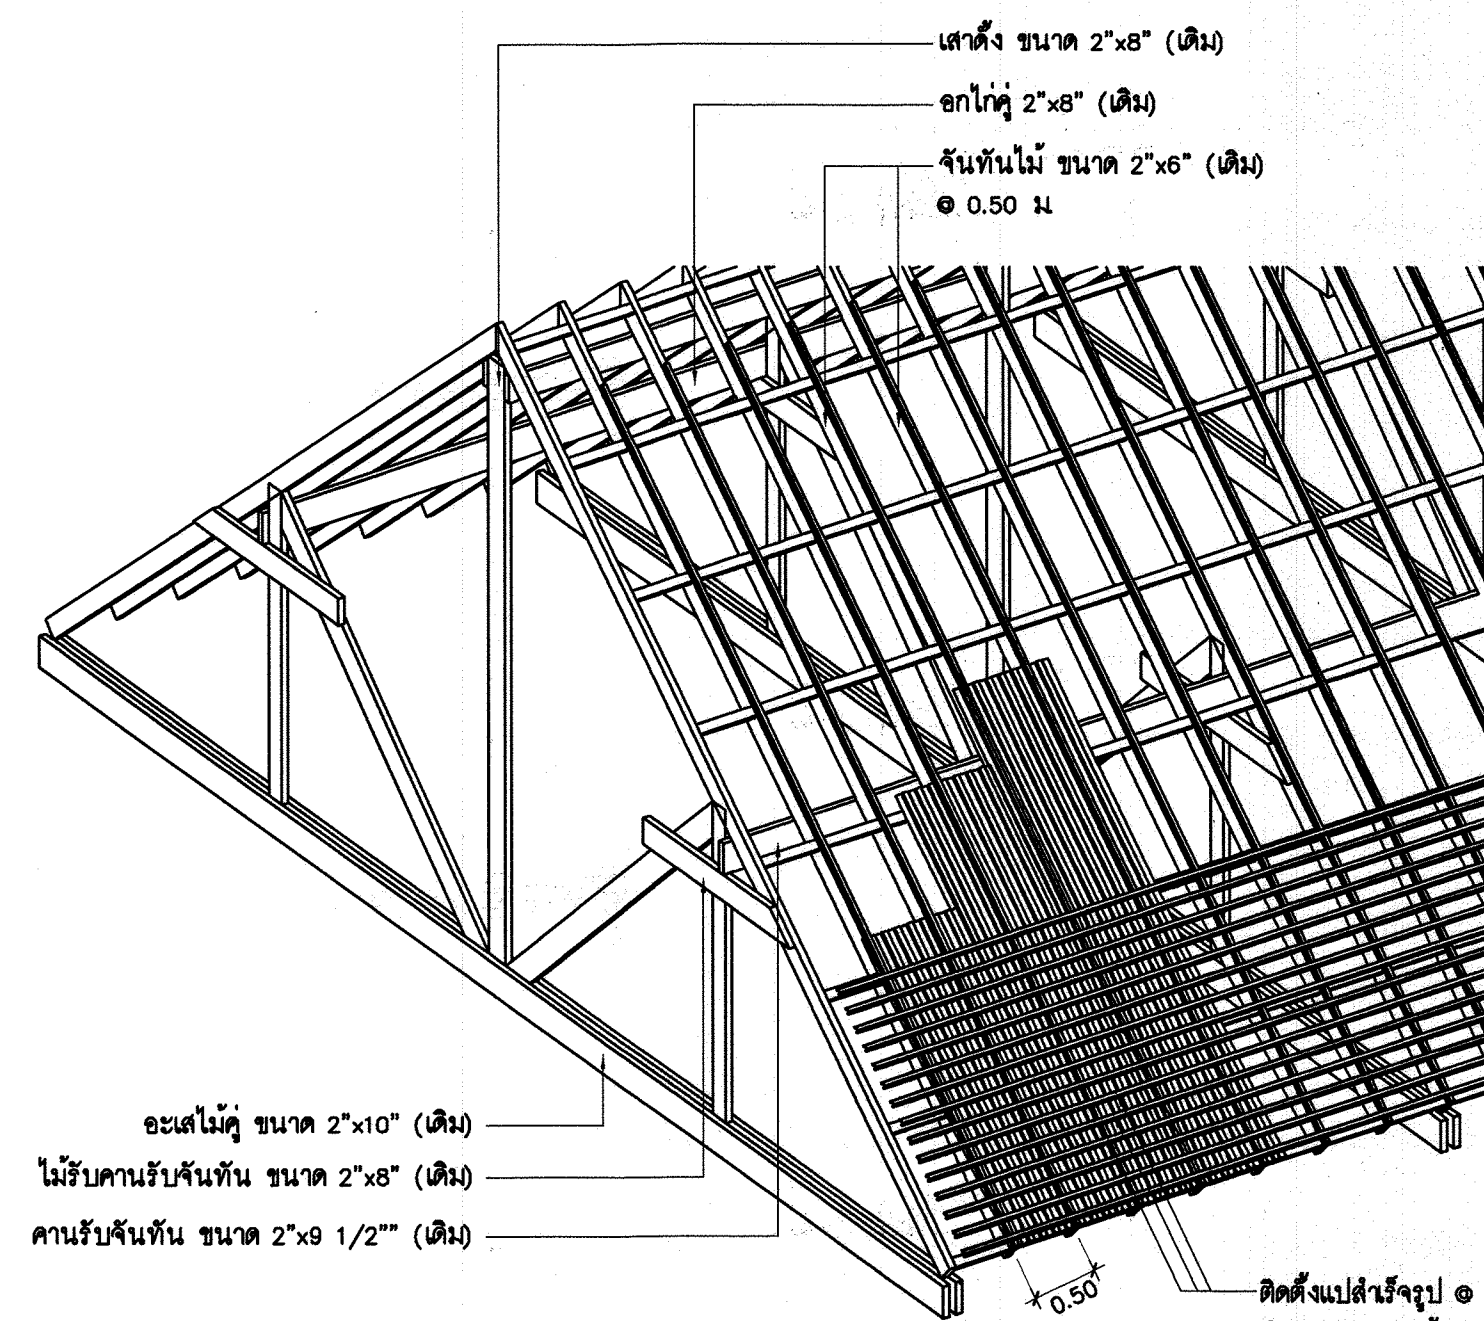 เสาดั้ง ขนาด 2"x8" (เดิม)
อกไก่คู่ 2"x8" (เดิม)
จันทันไม้ ขนาด 2"x6" (เดิม)
@ 0.50 ม
อะเสไม้คู่ ขนาด 2"x10" (เดิม)
ไม้รับคานรับจันทัน ขนาด 2"x8" (เดิม)
คานรับจันทัน ขนาด 2"x9 1/2"" (เดิม)
0.50
ติดตั้งแปสำเร็จรูป @